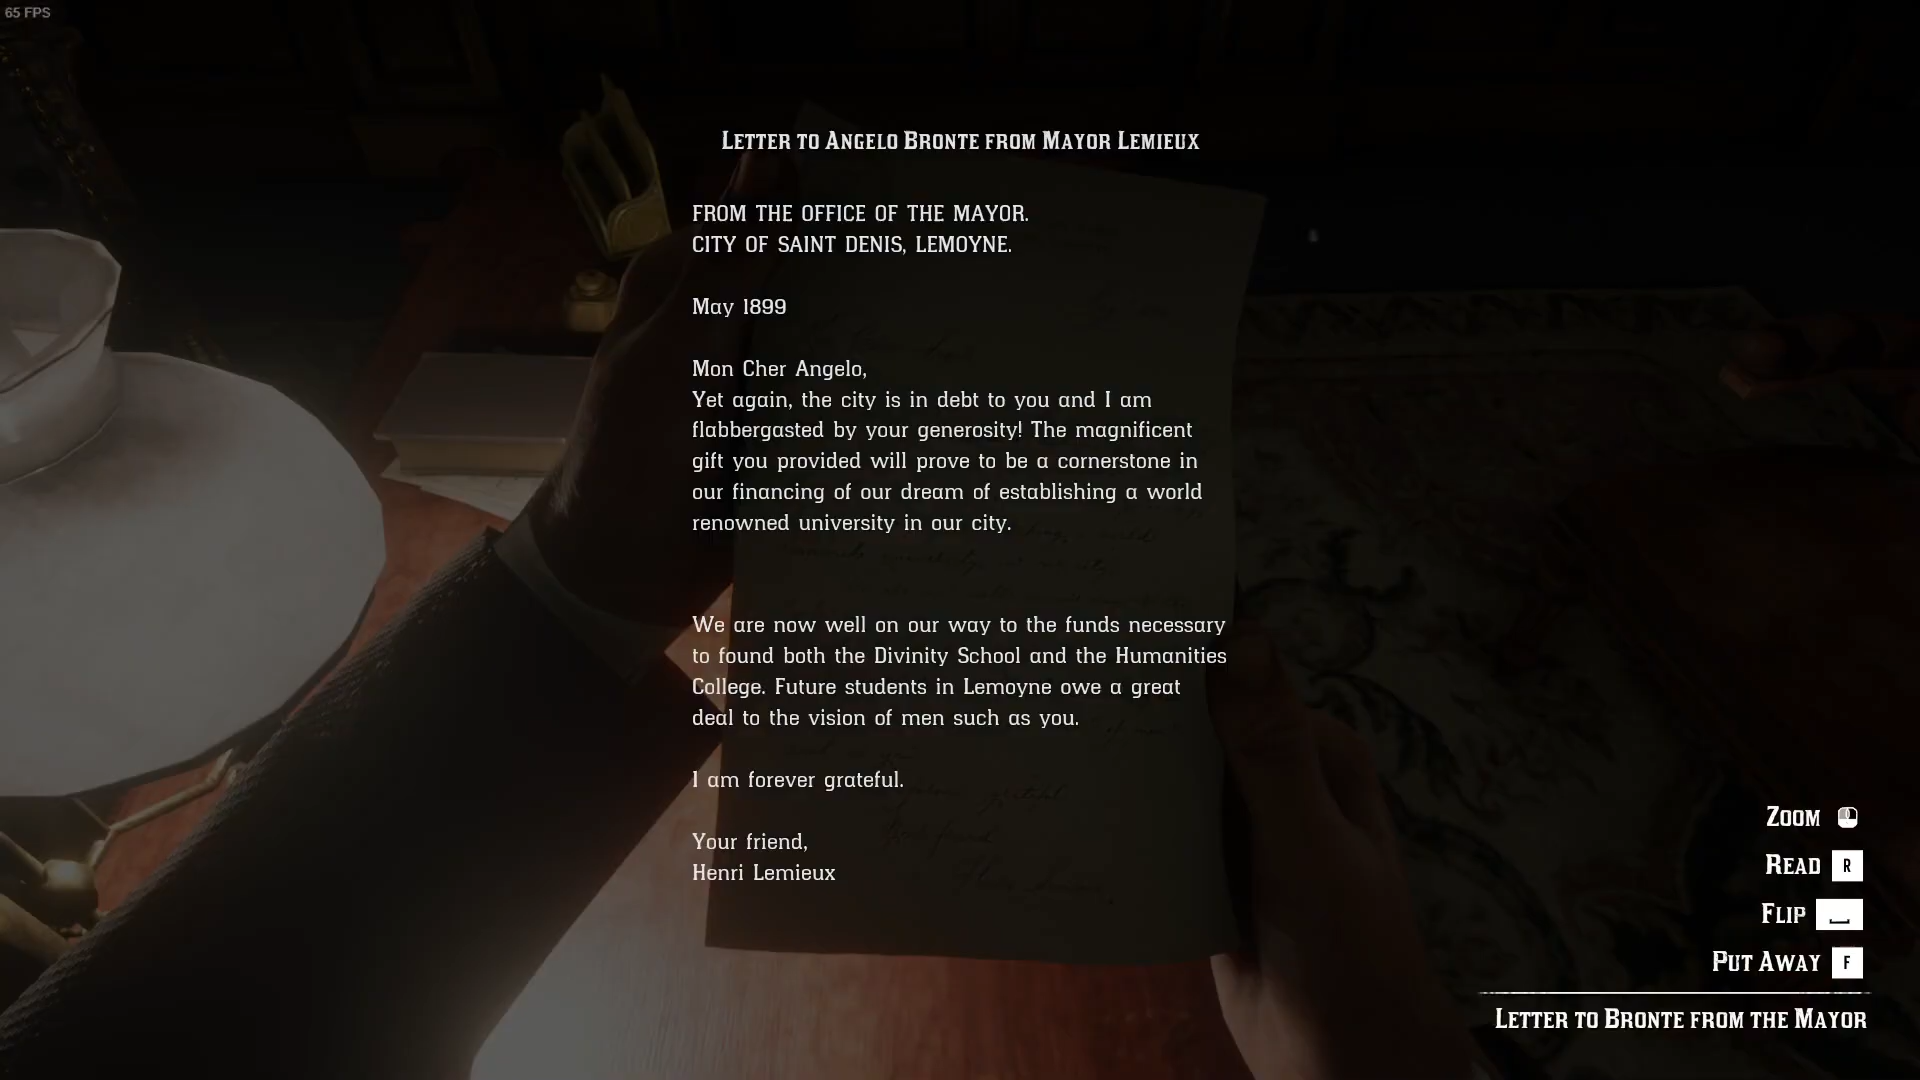 65 FPS
Letter to Angelo Bronte from Mayor Lemieux
FROM THE OFFICE OF THE MAYOR.
CITY OF SAINT DENIS, LEMOYNE.
May 1899
Mon Cher Angelo,
Yet again, the city is in debt to you and I am
flabbergasted by your generosity! The magnificent
gift you provided will prove to be a cornerstone in
our financing of our dream of establishing a world
renowned university in our city.
We are now well on our way to the funds necessary
to found both the Divinity School and the Humanities
College. Future students in Lemoyne owe a great
deal to the vision of men such as you.
I am forever grateful.
Your friend,
Henri Lemieux
Zoom
Read R
Flip
Put Away F
Letter to Bronte from the Mayor